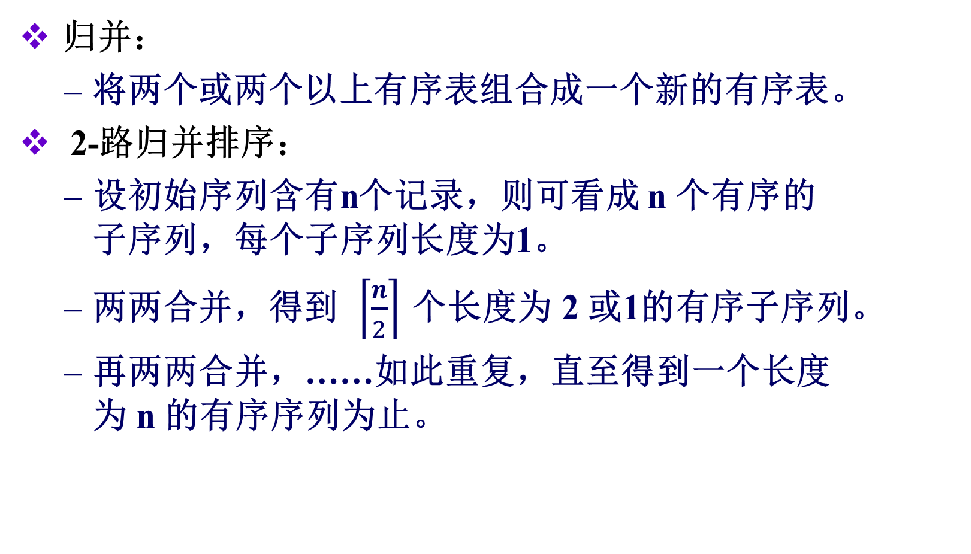 ❖ 归并：
– 将两个或两个以上有序表组合成一个新的有序表。
❖ 2-路归并排序：
– 设初始序列含有n个记录，则可看成 n 个有序的
子序列，每个子序列长度为1。
– 两两合并，得到 ⌈n/2⌉ 个长度为 2 或1的有序子序列。
– 再两两合并，……如此重复，直至得到一个长度
为 n 的有序序列为止。